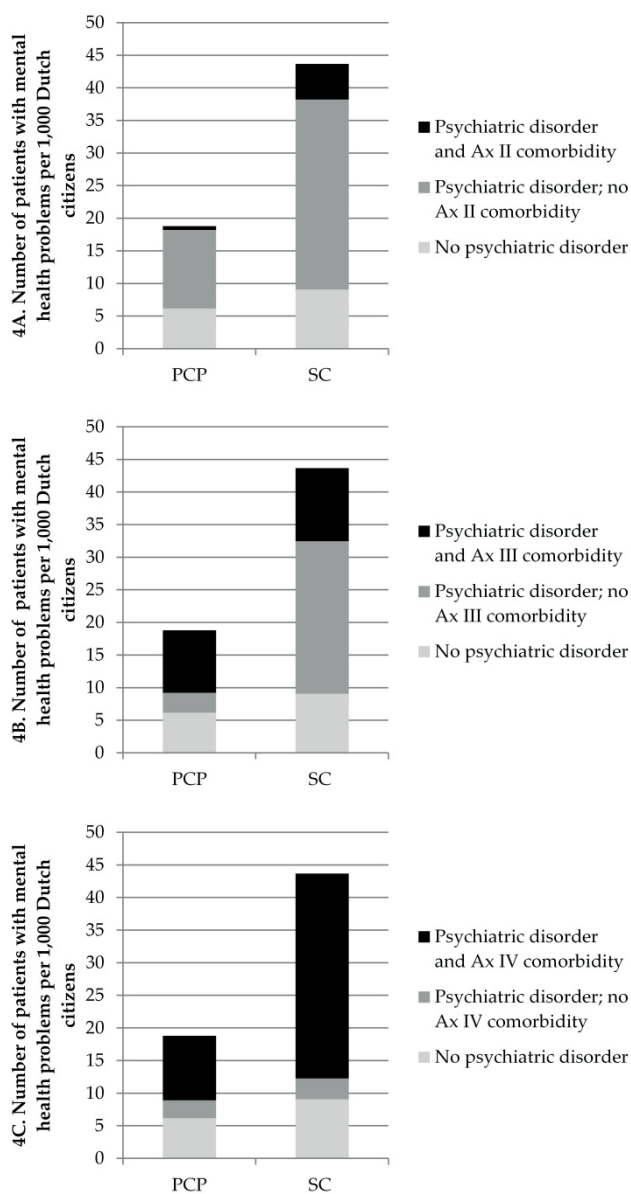 4A. Number of patients with mental
health problems per 1,000 Dutch
citizens
50
45
40
35
30
25
20
15
10
5
0
PCP
SC
Psychiatric disorder
and Ax II comorbidity
Psychiatric disorder; no
Ax II comorbidity
No psychiatric disorder
4B. Number of patients with mental
health problems per 1,000 Dutch
citizens
50
45
40
35
30
25
20
15
10
5
0
PCP
SC
Psychiatric disorder
and Ax III comorbidity
Psychiatric disorder; no
Ax III comorbidity
No psychiatric disorder
4C. Number of patients with mental
health problems per 1,000 Dutch
citizens
50
45
40
35
30
25
20
15
10
5
0
PCP
SC
Psychiatric disorder
and Ax IV comorbidity
Psychiatric disorder; no
Ax IV comorbidity
No psychiatric disorder